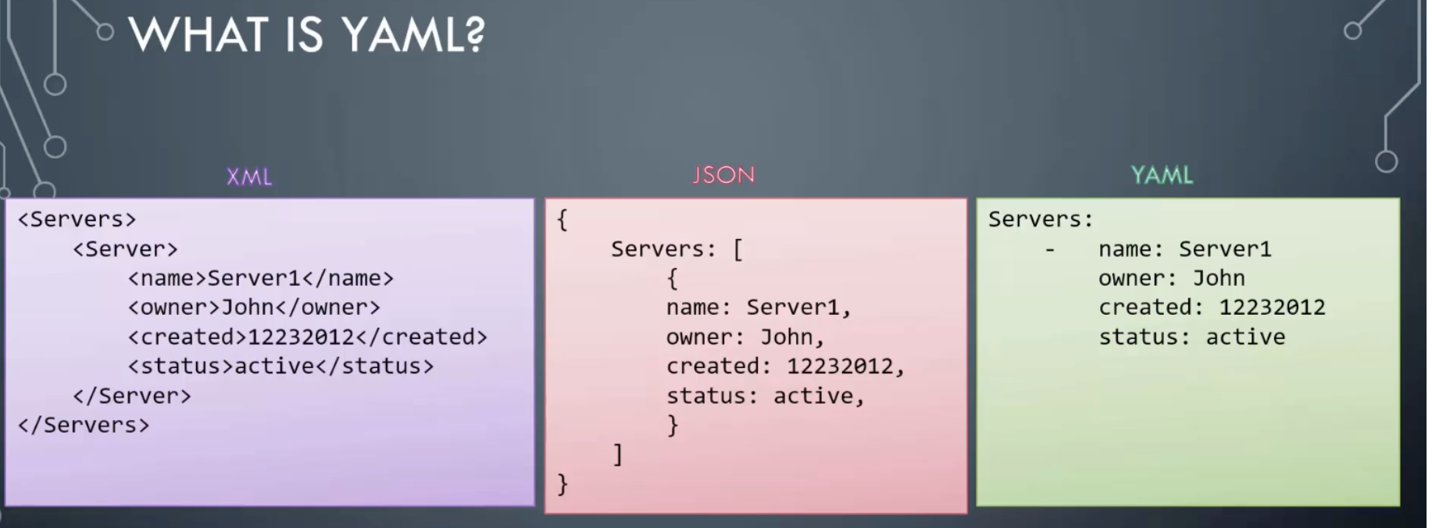 WHAT IS YAML?
XML
<Servers>
<Server>
<name>Server1</name>
<owner>John</owner>
<created>12232012</created>
<status>active</status>
</Server>
</Servers>
JSON
{
Servers: [
{
name: Server1,
owner: John,
created: 12232012,
status: active,
}
]
}
YAML
Servers:
- name: Server1
owner: John
created: 12232012
status: active